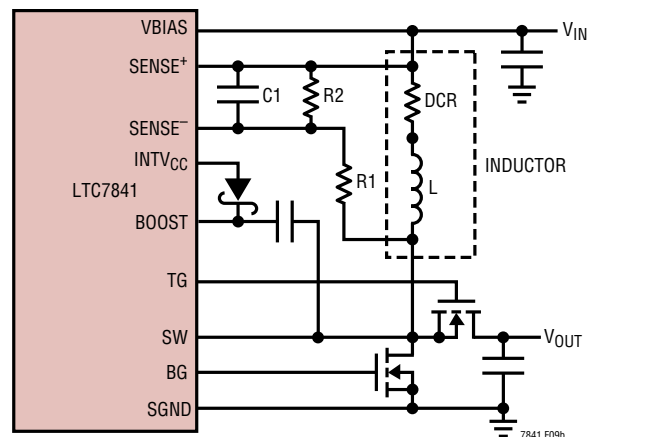 VBIAS
V_IN
SENSE⁺
C1
R2
DCR
SENSE⁻
INTV_CC
INDUCTOR
LTC7841
R1
L
BOOST
TG
SW
V_OUT
BG
SGND
7841 F09b